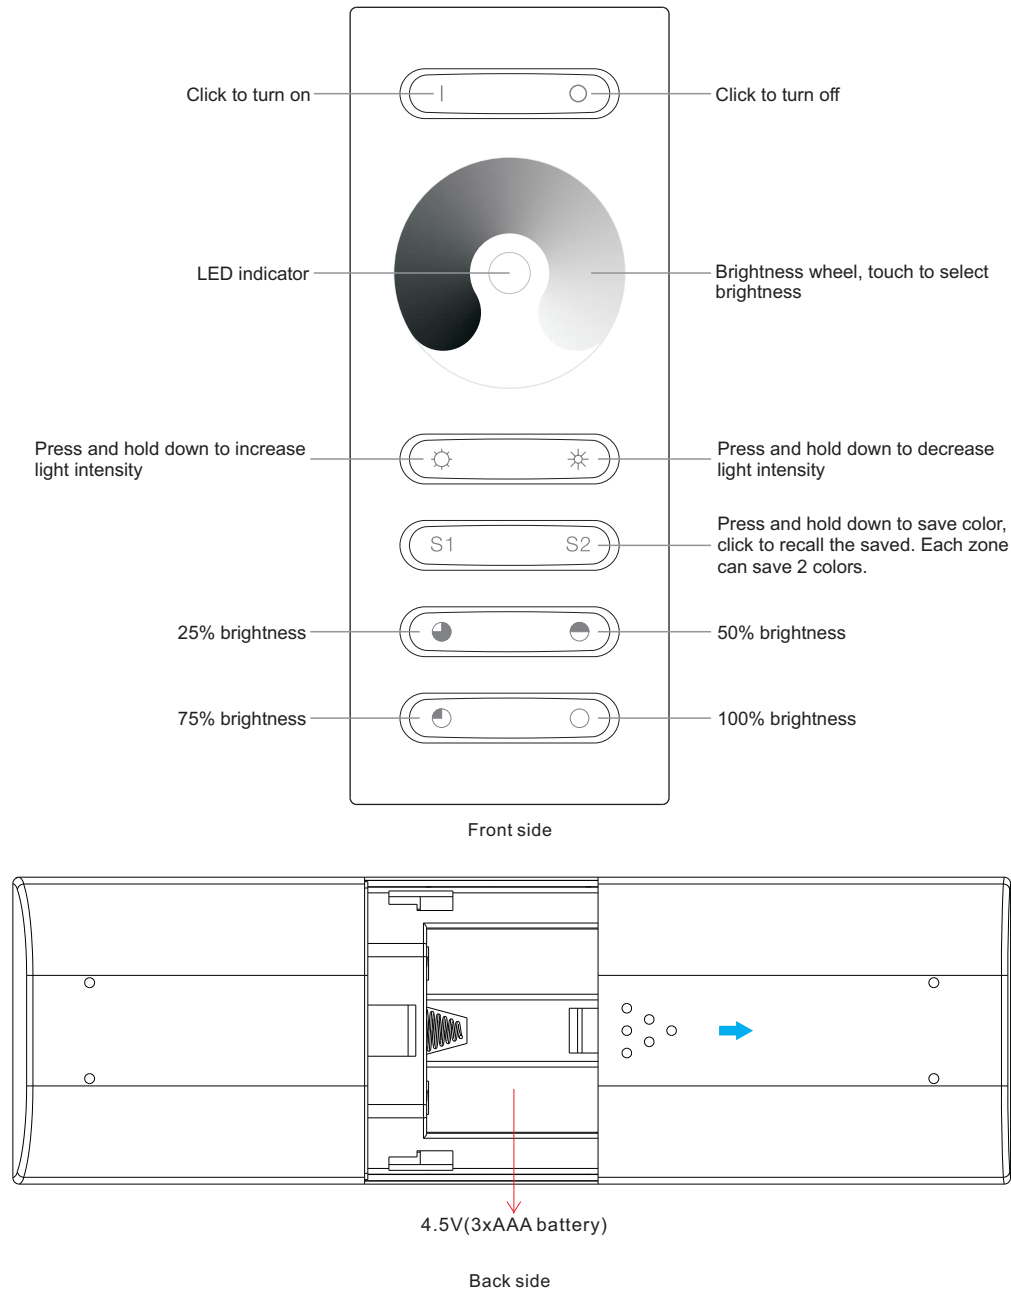 Click to turn on
Click to turn off
LED indicator
Brightness wheel, touch to select
brightness
Press and hold down to increase
light intensity
Press and hold down to decrease
light intensity
S1
S2
Press and hold down to save color,
click to recall the saved. Each zone
can save 2 colors.
25% brightness
50% brightness
75% brightness
100% brightness
Front side
4.5V(3xAAA battery)
Back side